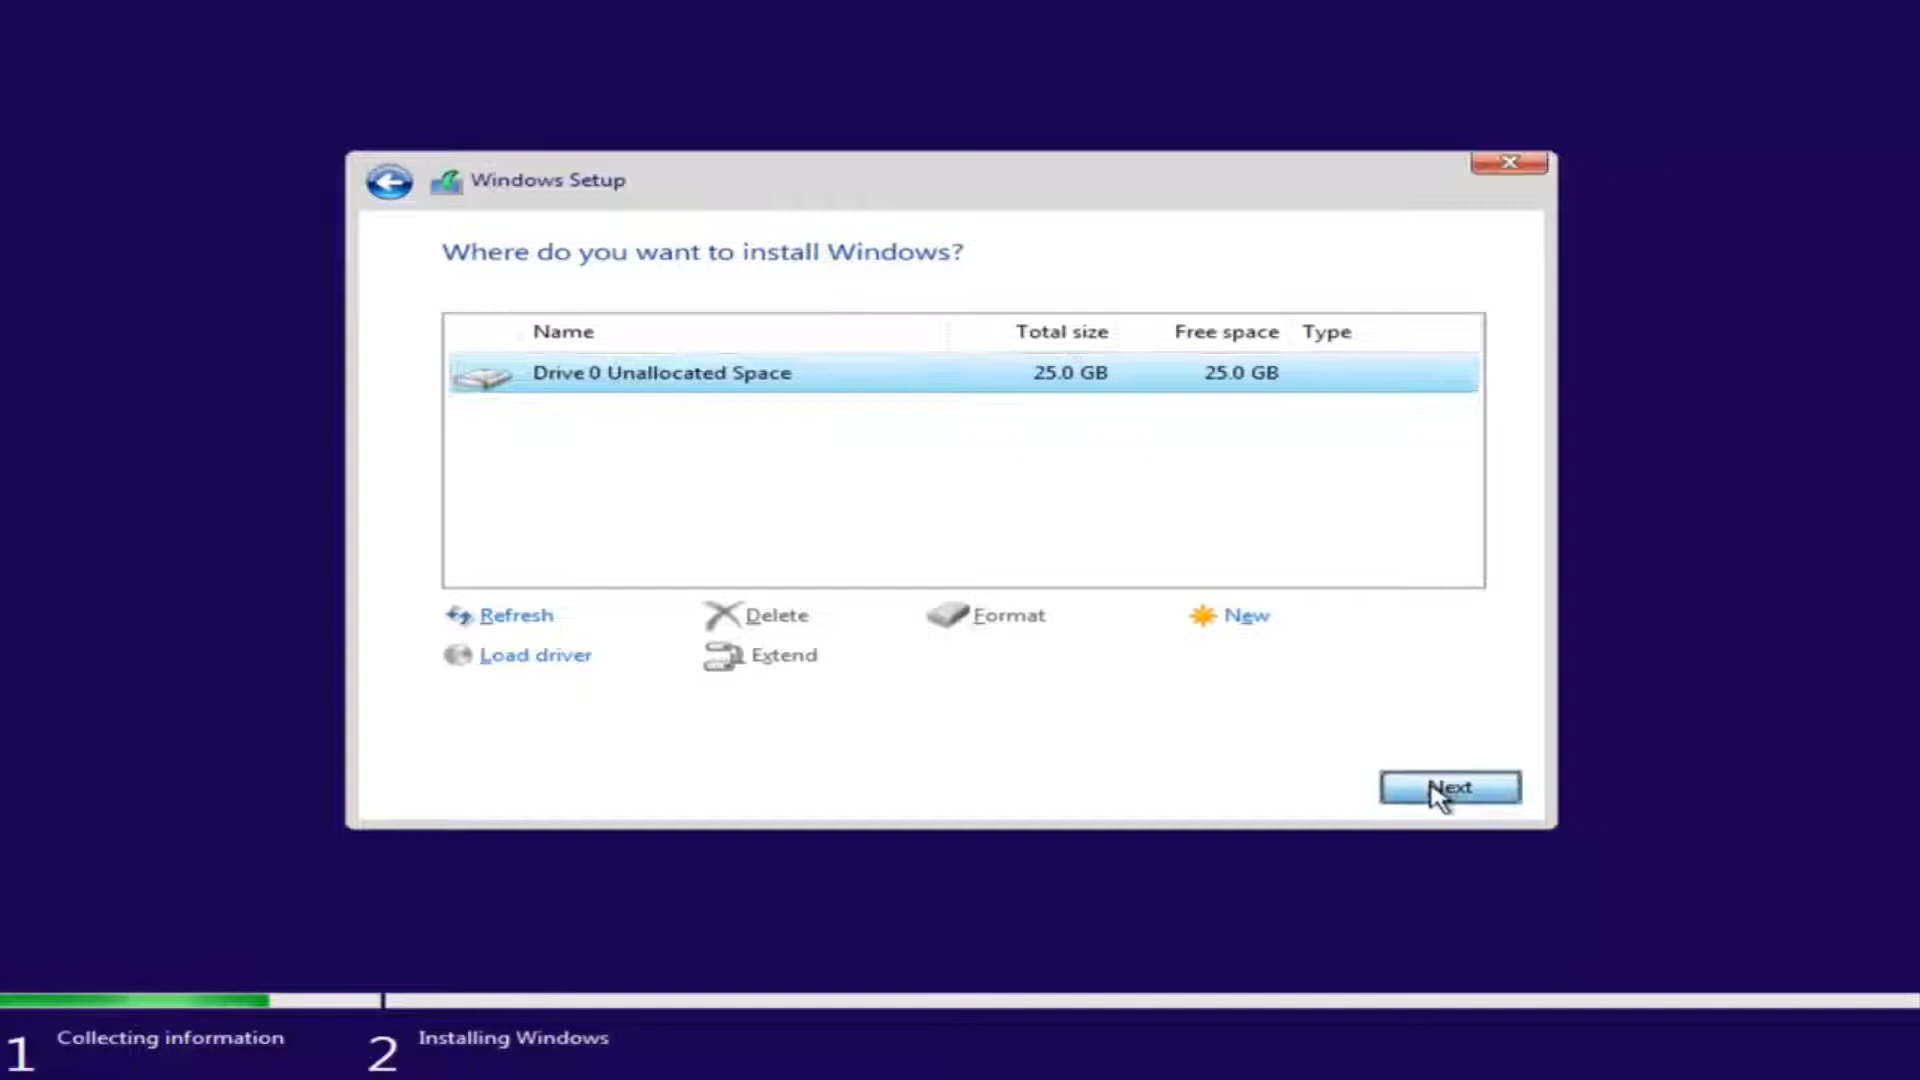 Windows Setup
Where do you want to install Windows?
Name Total size Free space Type
Drive 0 Unallocated Space 25.0 GB 25.0 GB
Refresh Delete Format New
Load driver Extend
Next
1 Collecting information 2 Installing Windows